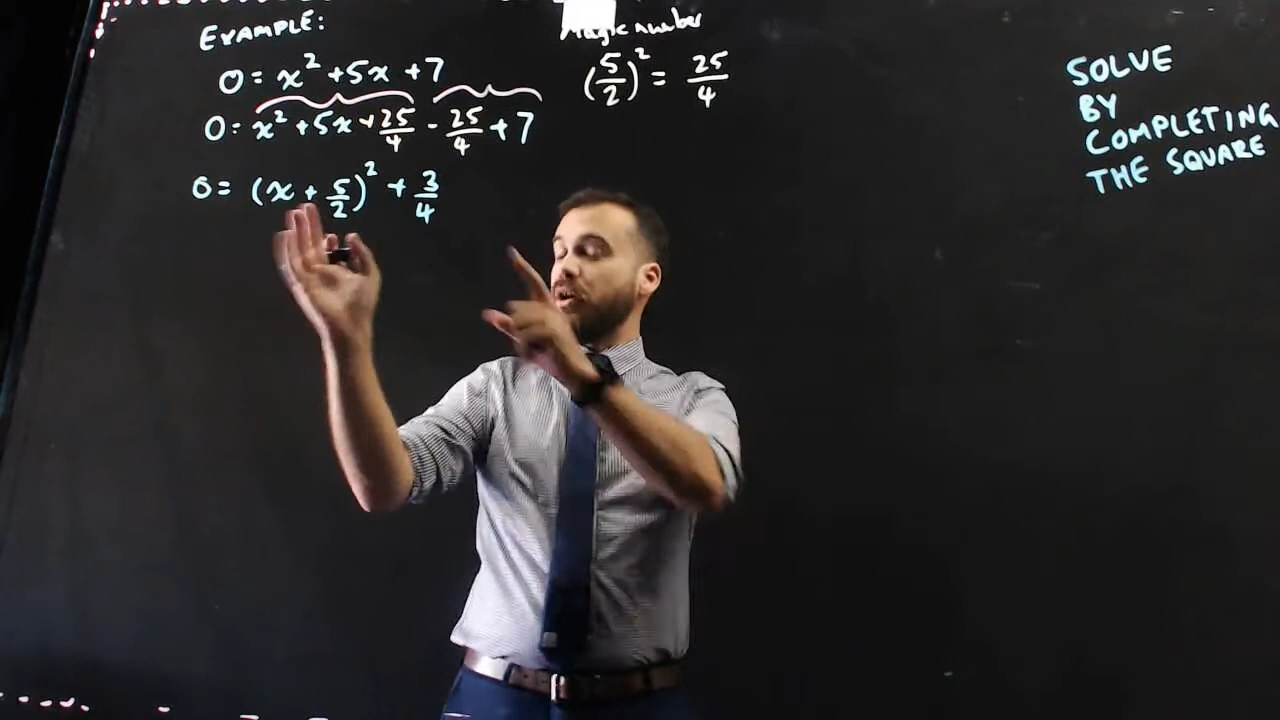 EXAMPLE:
0 = x² + 5x + 7
0 = x² + 5x + 25/4 - 25/4 + 7
0 = (x + 5/2)² + 3/4
Magic number
(5/2)² = 25/4
SOLVE
BY
COMPLETING
THE SQUARE